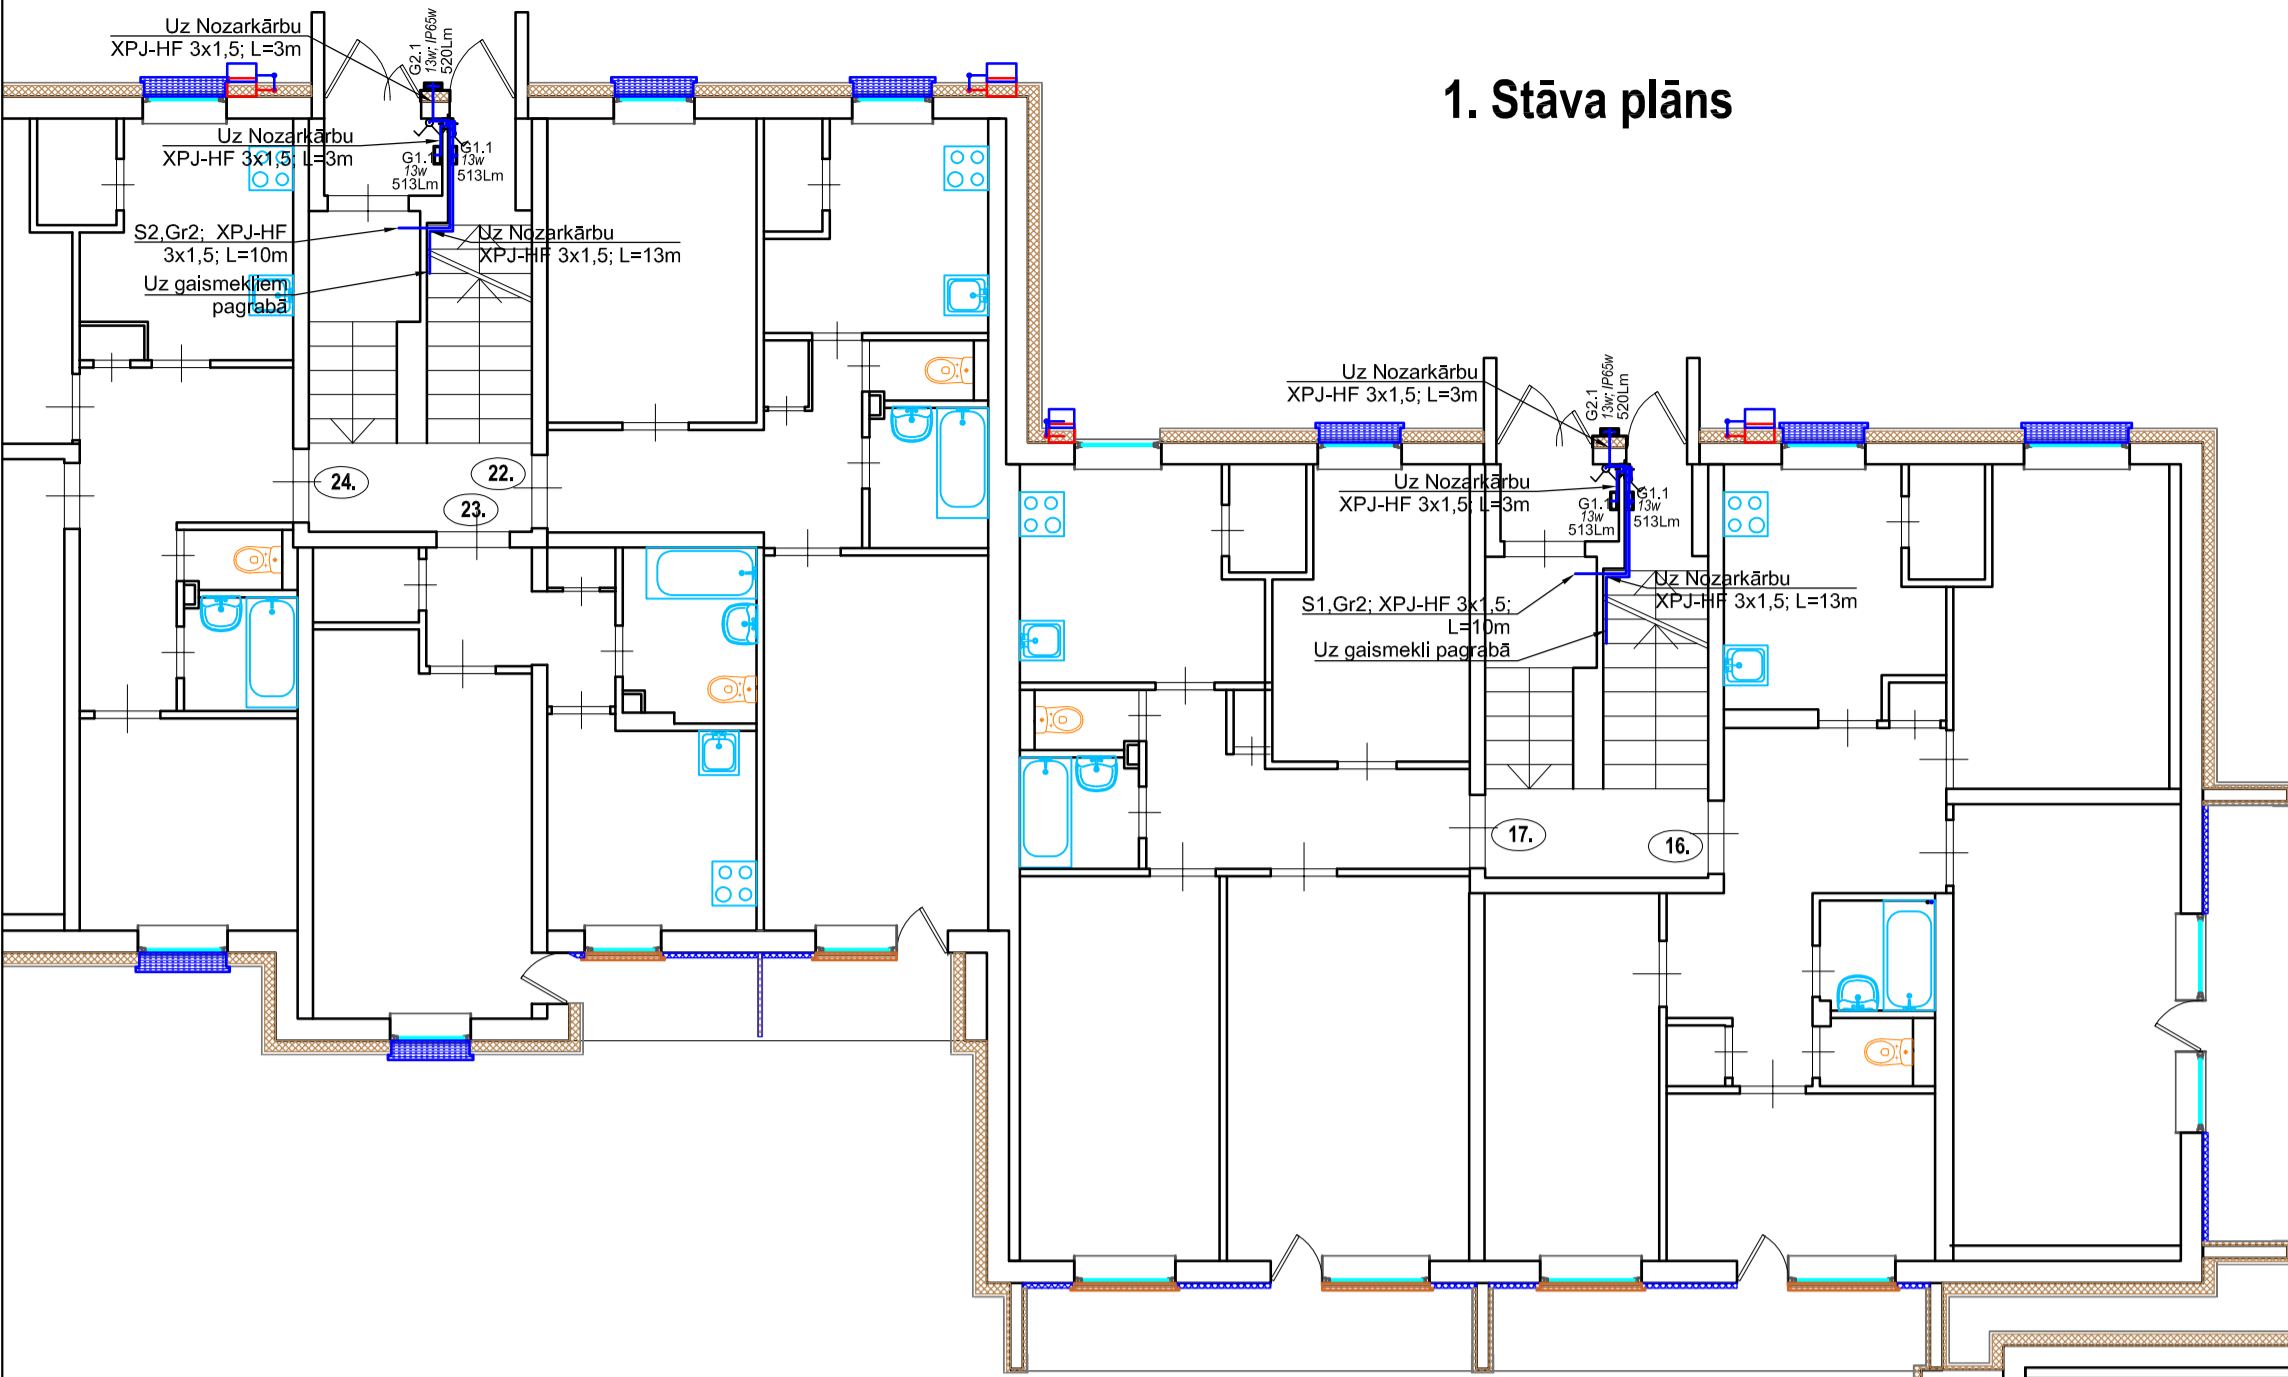 1. Stāva plāns
Uz Nozarkārbu
XPJ-HF 3x1,5; L=3m
G2.1
13w; IP65w
520Lm
Uz Nozarkārbu
XPJ-HF 3x1,5; L=3m
G1.1
13w
513Lm
G1.1
13w
513Lm
S2,Gr2; XPJ-HF
3x1,5; L=10m
Uz Nozarkārbu
XPJ-HF 3x1,5; L=13m
Uz gaismekliem
pagrabā
24.
22.
23.
Uz Nozarkārbu
XPJ-HF 3x1,5; L=3m
G2.1
13w; IP65w
520Lm
Uz Nozarkārbu
XPJ-HF 3x1,5; L=3m
G1.1
13w
513Lm
G1.1
13w
513Lm
Uz Nozarkārbu
XPJ-HF 3x1,5; L=13m
S1,Gr2; XPJ-HF 3x1,5;
L=10m
Uz gaismekli pagrabā
17.
16.